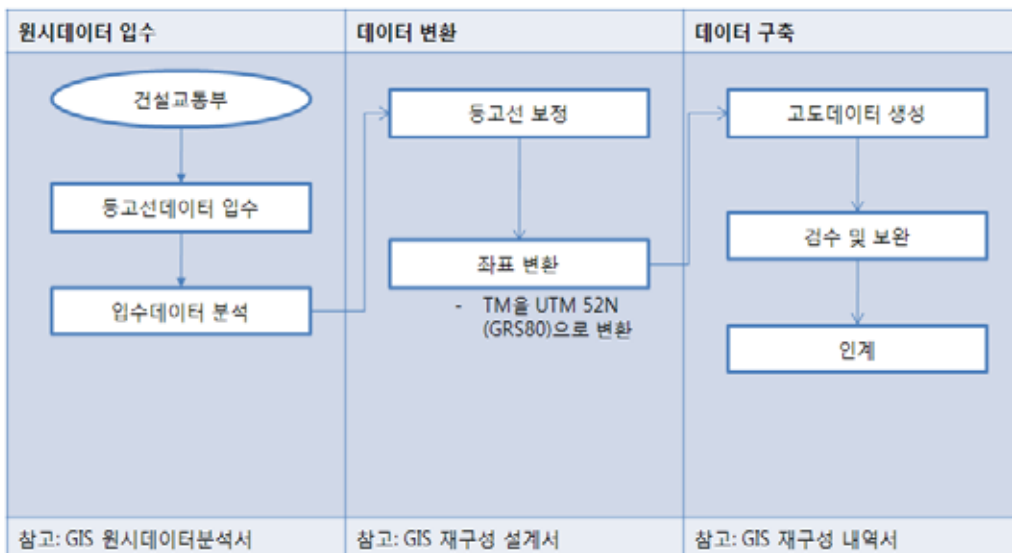 원시데이터 입수
데이터 변환
데이터 구축
건설교통부
등고선데이터 입수
입수데이터 분석
등고선 보정
좌표 변환
- TM을 UTM 52N
(GRS80)으로 변환
고도데이터 생성
검수 및 보완
인계
참고: GIS 원시데이터분석서
참고: GIS 재구성 설계서
참고: GIS 재구성 내역서